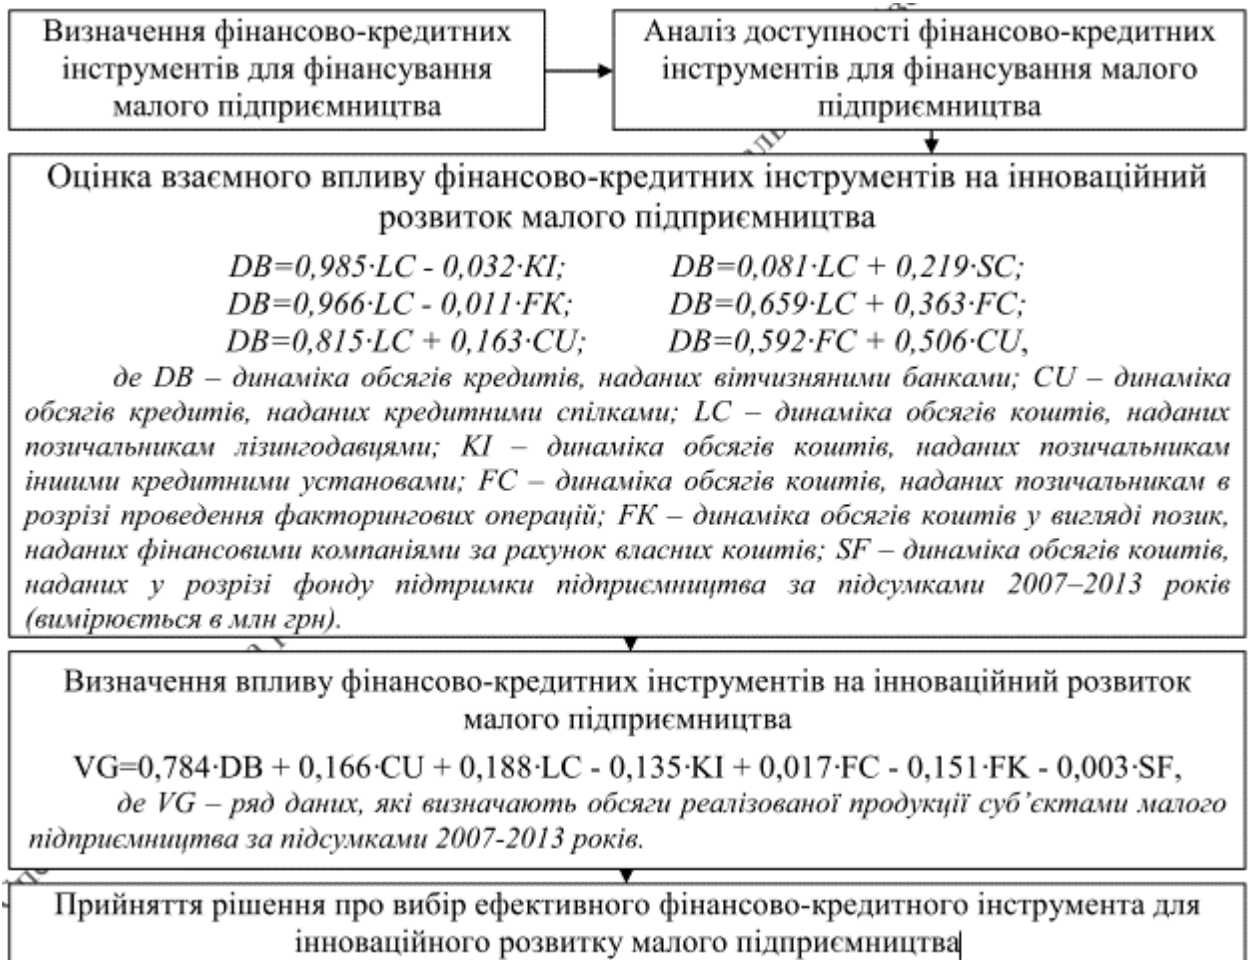 Визначення фінансово-кредитних
інструментів для фінансування
малого підприємництва
Аналіз доступності фінансово-кредитних
інструментів для фінансування малого
підприємництва
Оцінка взаємного впливу фінансово-кредитних інструментів на інноваційний
розвиток малого підприємництва
DB=0,985·LC - 0,032·KI; DB=0,081·LC + 0,219·SC;
DB=0,966·LC - 0,011·FK; DB=0,659·LC + 0,363·FC;
DB=0,815·LC + 0,163·CU; DB=0,592·FC + 0,506·CU,
де DB – динаміка обсягів кредитів, наданих вітчизняними банками; CU – динаміка
обсягів кредитів, наданих кредитними спілками; LC – динаміка обсягів коштів, наданих
позичальникам лізингодавцями; KI – динаміка обсягів коштів, наданих позичальникам
іншими кредитними установами; FC – динаміка обсягів коштів, наданих позичальникам в
розрізі проведення факторингових операцій; FK – динаміка обсягів коштів у вигляді позик,
наданих фінансовими компаніями за рахунок власних коштів; SF – динаміка обсягів коштів,
наданих у розрізі фонду підтримки підприємництва за підсумками 2007–2013 років
(вимірюється в млн грн).
Визначення впливу фінансово-кредитних інструментів на інноваційний розвиток
малого підприємництва
VG=0,784·DB + 0,166·CU + 0,188·LC - 0,135·KI + 0,017·FC - 0,151·FK - 0,003·SF,
де VG – ряд даних, які визначають обсяги реалізованої продукції суб’єктами малого
підприємництва за підсумками 2007-2013 років.
Прийняття рішення про вибір ефективного фінансово-кредитного інструмента для
інноваційного розвитку малого підприємництва